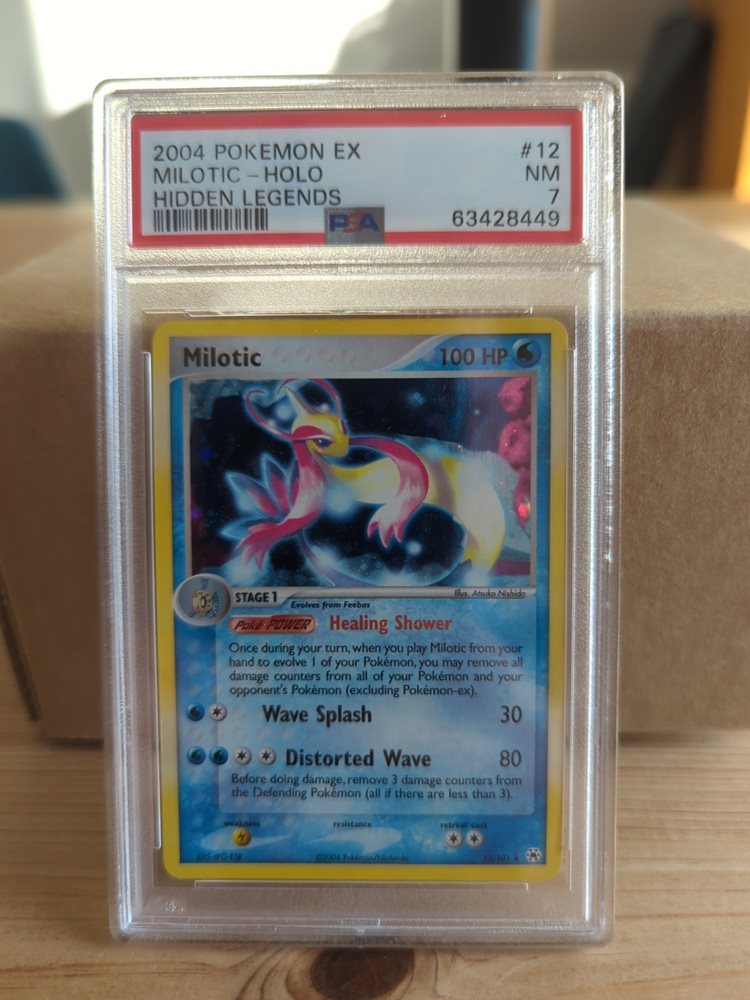 2004 POKEMON EX #12
MILOTIC - HOLO NM
HIDDEN LEGENDS 7
PSA 63428449
Milotic 100 HP
STAGE 1
Illus. Atsuko Nishida
Evolves from Feebas
Poké-POWER Healing Shower
Once during your turn, when you play Milotic from your
hand to evolve 1 of your Pokémon, you may remove all
damage counters from all of your Pokémon and your
opponent's Pokémon (excluding Pokémon-ex).
Wave Splash 30
Distorted Wave 80
Before doing damage, remove 3 damage counters from
the Defending Pokémon (all if there are less than 3).
weakness resistance retreat cost
©2004 Pokémon/Nintendo 12/101